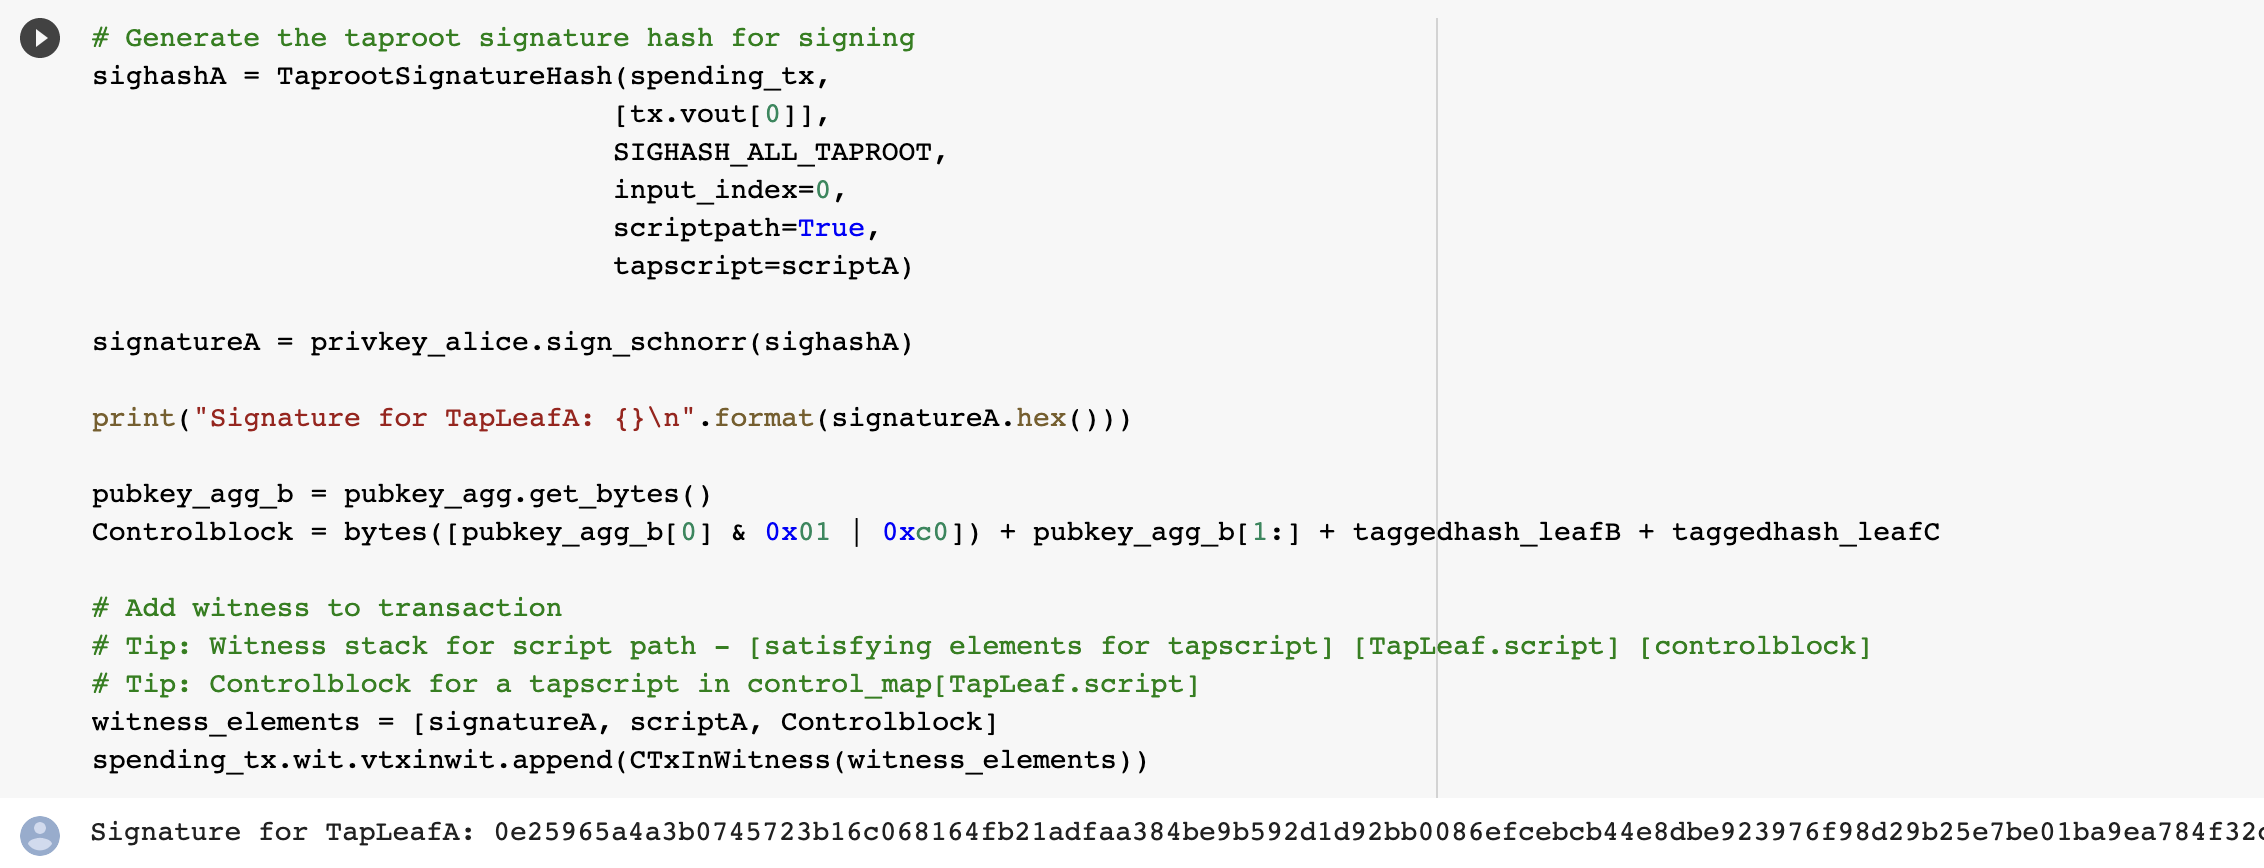 # Generate the taproot signature hash for signing
sighashA = TaprootSignatureHash(spending_tx,
[tx.vout[0]],
SIGHASH_ALL_TAPROOT,
input_index=0,
scriptpath=True,
tapscript=scriptA)
signatureA = privkey_alice.sign_schnorr(sighashA)
print("Signature for TapLeafA: {}\n".format(signatureA.hex()))
pubkey_agg_b = pubkey_agg.get_bytes()
Controlblock = bytes([pubkey_agg_b[0] & 0x01 | 0xc0]) + pubkey_agg_b[1:] + taggedhash_leafB + taggedhash_leafC
# Add witness to transaction
# Tip: Witness stack for script path - [satisfying elements for tapscript] [TapLeaf.script] [controlblock]
# Tip: Controlblock for a tapscript in control_map[TapLeaf.script]
witness_elements = [signatureA, scriptA, Controlblock]
spending_tx.wit.vtxinwit.append(CTxInWitness(witness_elements))
Signature for TapLeafA: 0e25965a4a3b0745723b16c068164fb21adfaa384be9b592d1d92bb0086efcebcb44e8dbe923976f98d29b25e7be01ba9ea784f32